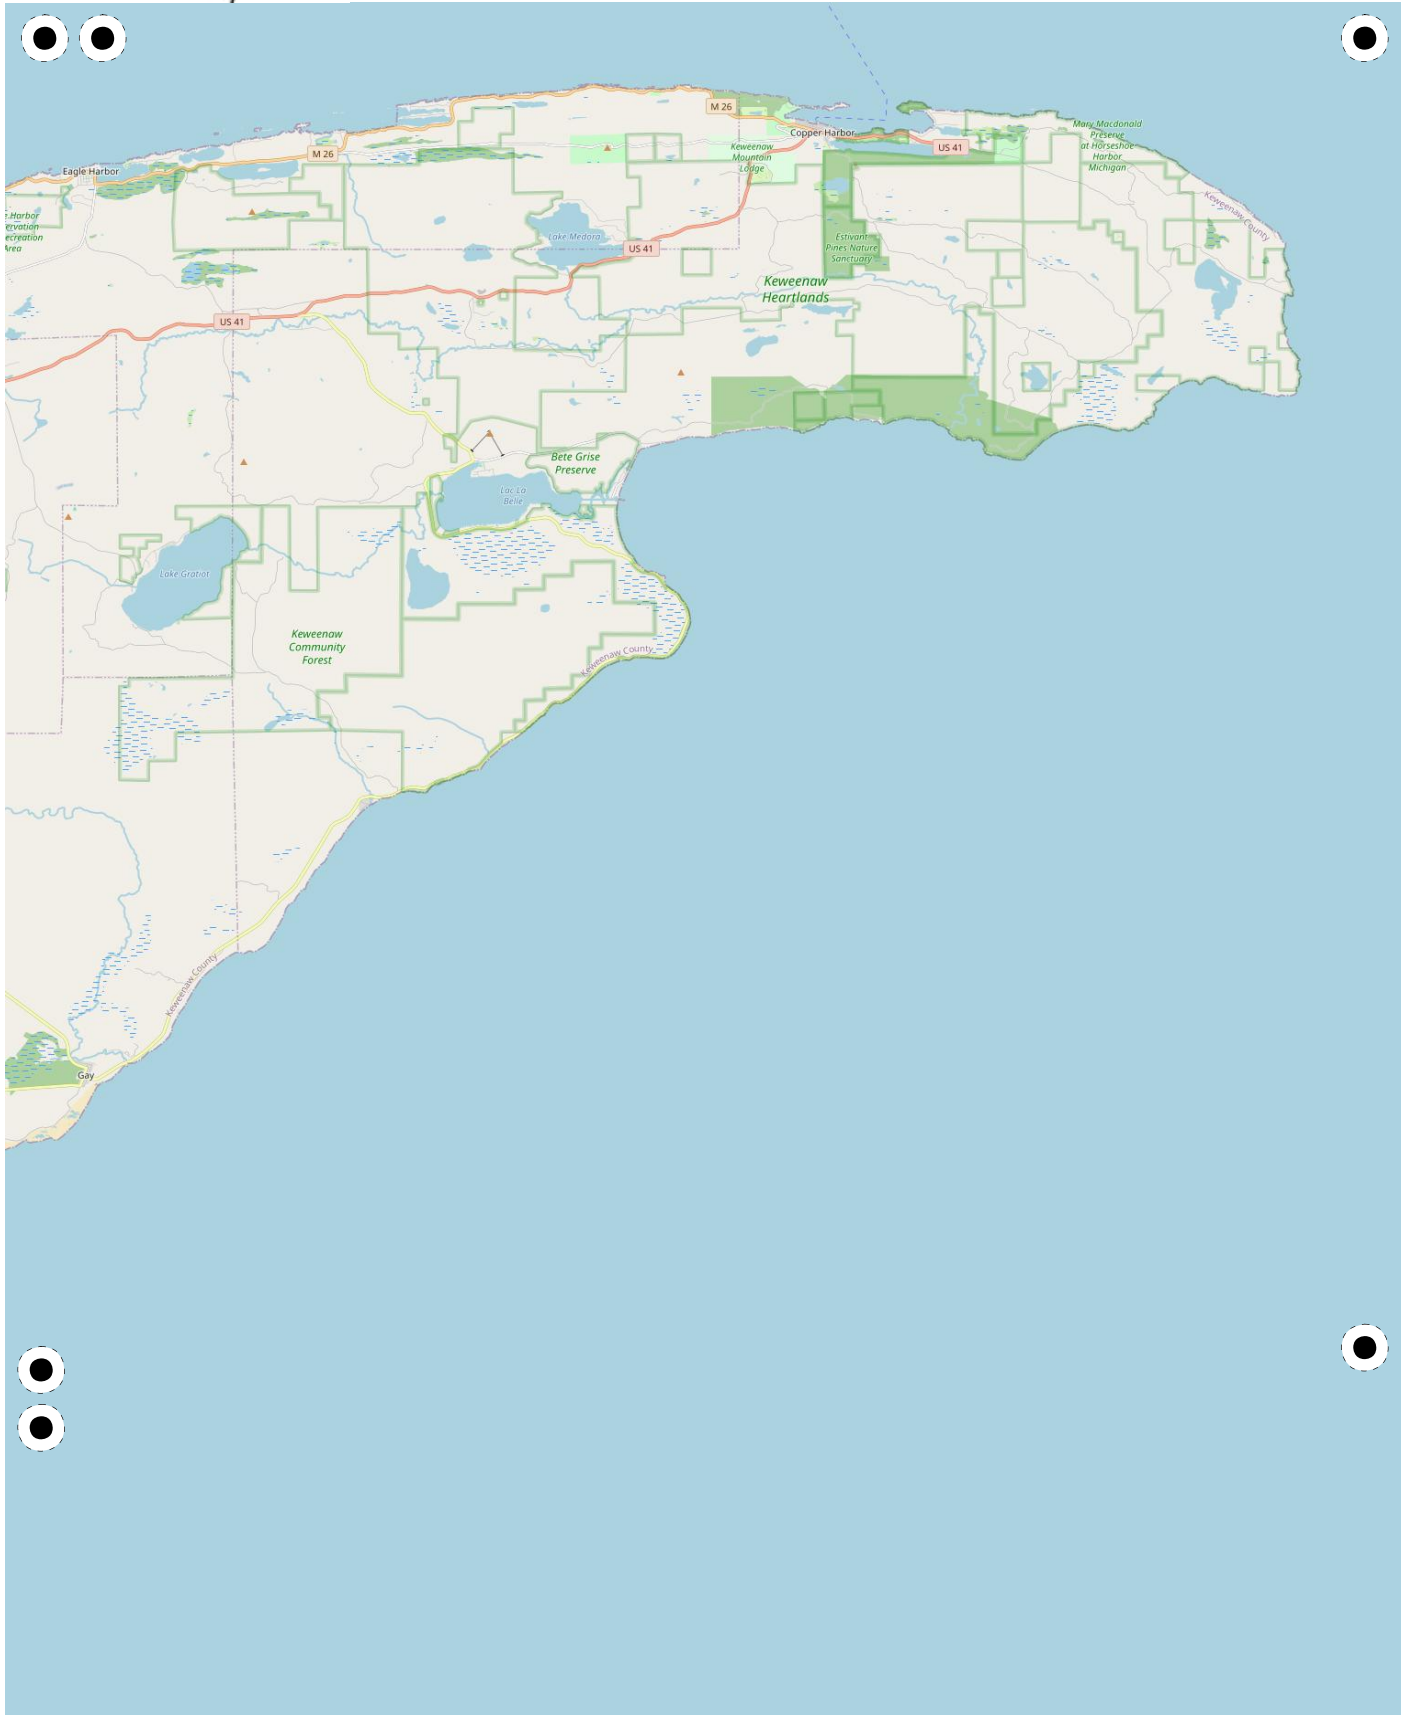 M 26
Copper Harbor
Mary Macdonald
Preserve
at Horseshoe
Harbor
Michigan
US 41
M 26
Keweenaw
Mountain
Lodge
Eagle Harbor
Keweenaw County
Harbor
Area
Lake Medora
US 41
Estivant
Pines Nature
Sanctuary
Keweenaw
Heartlands
US 41
Bete Grise
Preserve
Lac La
Belle
Lake Gratiot
Keweenaw
Community
Forest
Keweenaw County
Keweenaw County
Gay